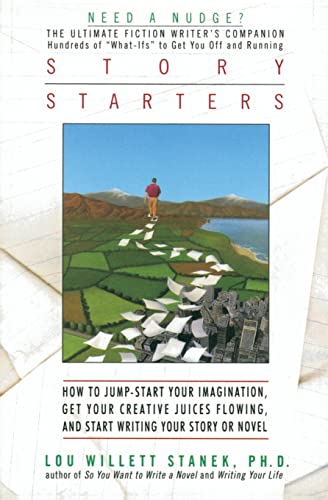 NEED A NUDGE?
THE ULTIMATE FICTION WRITER'S COMPANION
Hundreds of "What-Ifs" to Get You Off and Running
STORY
STARTERS
HOW TO JUMP-START YOUR IMAGINATION,
GET YOUR CREATIVE JUICES FLOWING,
AND START WRITING YOUR STORY OR NOVEL
LOU WILLETT STANEK, PH.D.
author of So You Want to Write a Novel and Writing Your Life